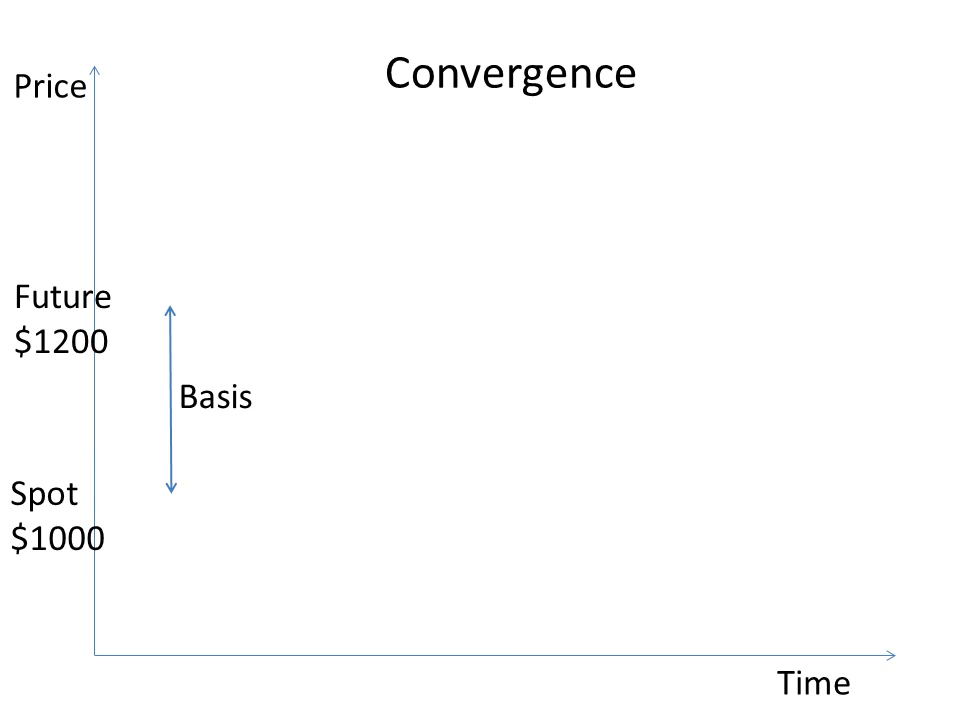 Convergence
Price
Future
$1200
Basis
Spot
$1000
Time